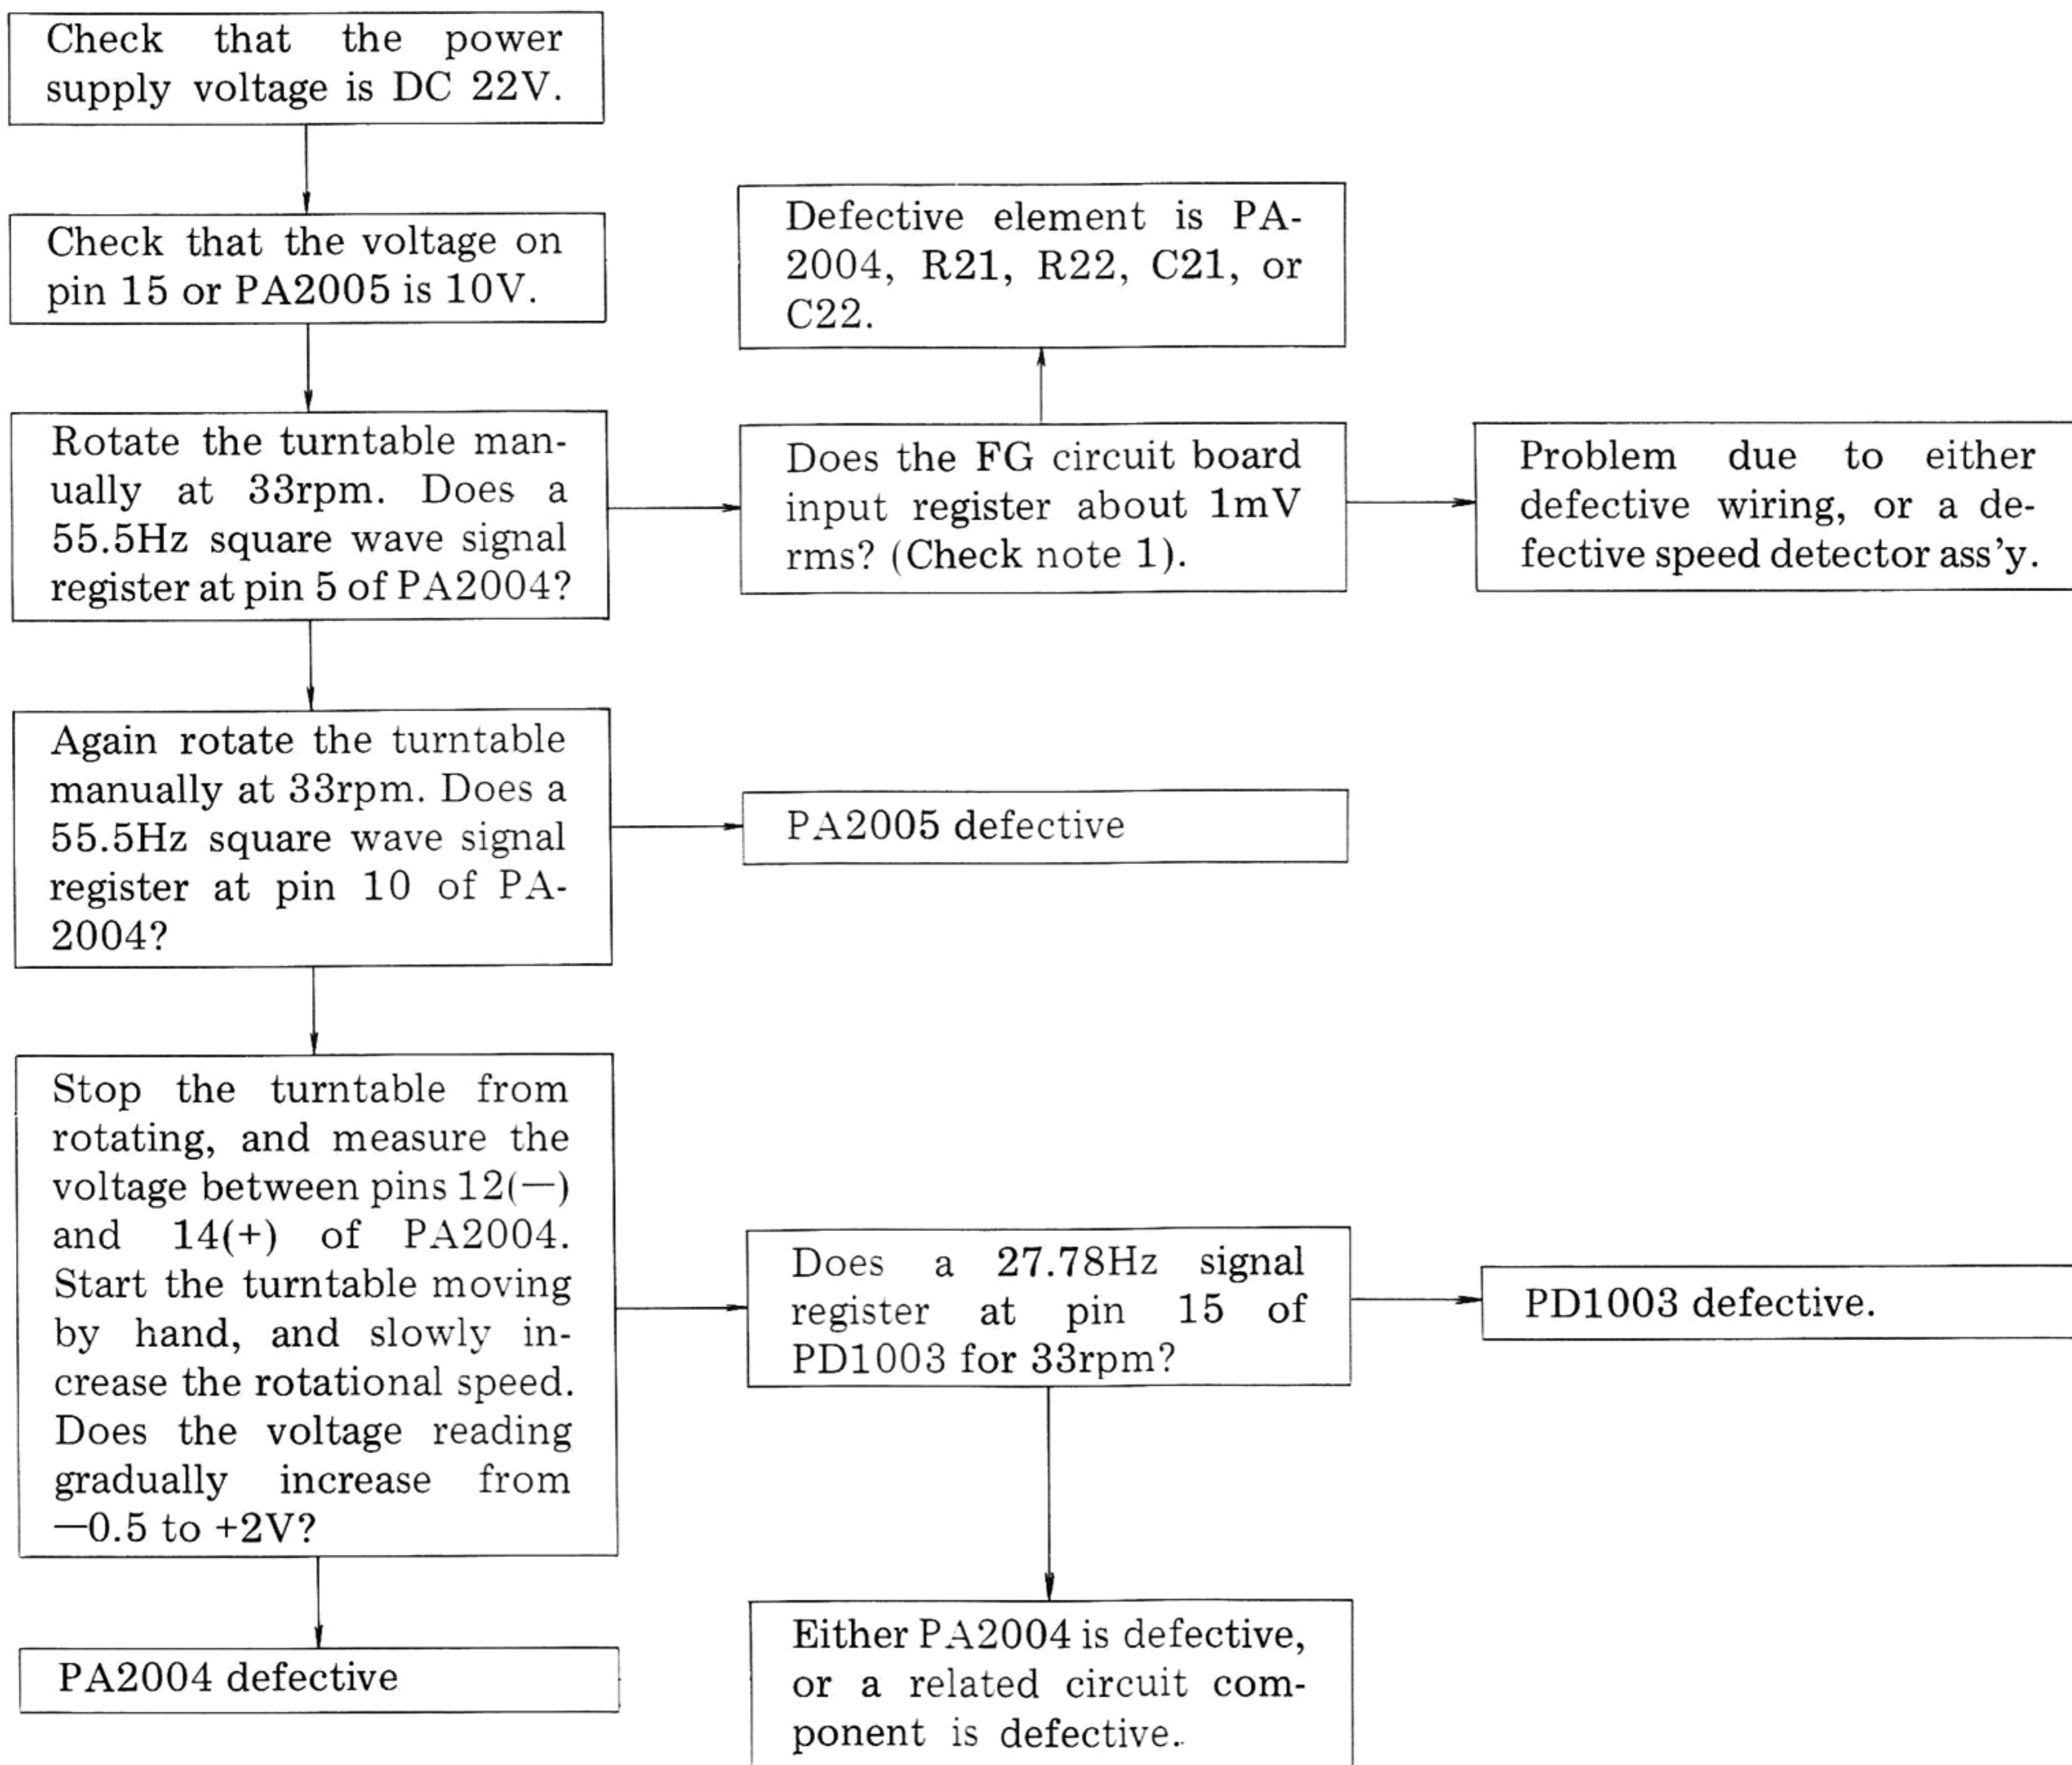 Check that the power
supply voltage is DC 22V.
Check that the voltage on
pin 15 or PA2005 is 10V.
Defective element is PA-
2004, R21, R22, C21, or
C22.
Rotate the turntable man-
ually at 33rpm. Does a
55.5Hz square wave signal
register at pin 5 of PA2004?
Does the FG circuit board
input register about 1mV
rms? (Check note 1).
Problem due to either
defective wiring, or a de-
fective speed detector ass'y.
Again rotate the turntable
manually at 33rpm. Does a
55.5Hz square wave signal
register at pin 10 of PA-
2004?
PA2005 defective
Stop the turntable from
rotating, and measure the
voltage between pins 12(—)
and 14(+) of PA2004.
Start the turntable moving
by hand, and slowly in-
crease the rotational speed.
Does the voltage reading
gradually increase from
—0.5 to +2V?
Does a 27.78Hz signal
register at pin 15 of
PD1003 for 33rpm?
PD1003 defective.
PA2004 defective
Either PA2004 is defective,
or a related circuit com-
ponent is defective.